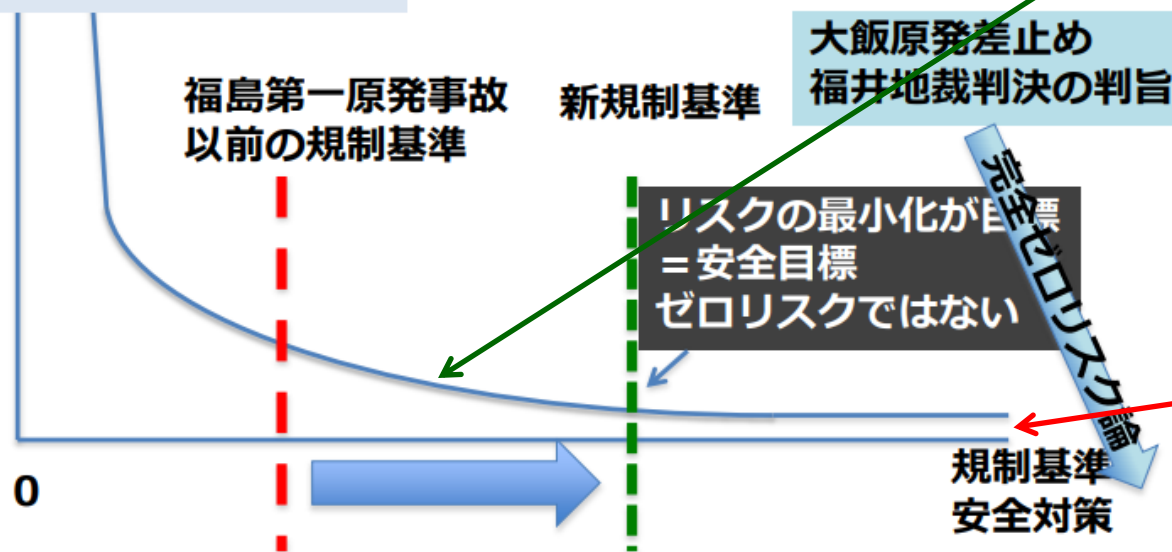 大飯原発差止め
福井地裁判決の判旨
福島第一原発事故
以前の規制基準
新規制基準
完全ゼロリスク論
リスクの最小化が目標
＝安全目標
ゼロリスクではない
規制基準
安全対策
0